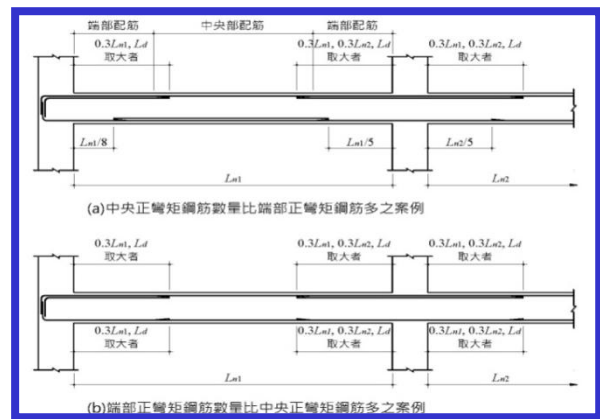 端部配筋 中央部配筋 端部配筋
0.3Ln1, Ld 0.3Ln1, 0.3Ln2, Ld 0.3Ln1, 0.3Ln2, Ld
取大者 取大者 取大者
Ln1/8 Ln1/5 Ln2/5
Ln1 Ln2
(a)中央正彎矩鋼筋數量比端部正彎矩鋼筋多之案例
0.3Ln1, Ld 0.3Ln1, 0.3Ln2, Ld 0.3Ln1, 0.3Ln2, Ld
取大者 取大者 取大者
0.3Ln1, Ld 0.3Ln1, 0.3Ln2, Ld 0.3Ln1, 0.3Ln2, Ld
取大者 取大者 取大者
Ln1 Ln2
(b)端部正彎矩鋼筋數量比中央正彎矩鋼筋多之案例